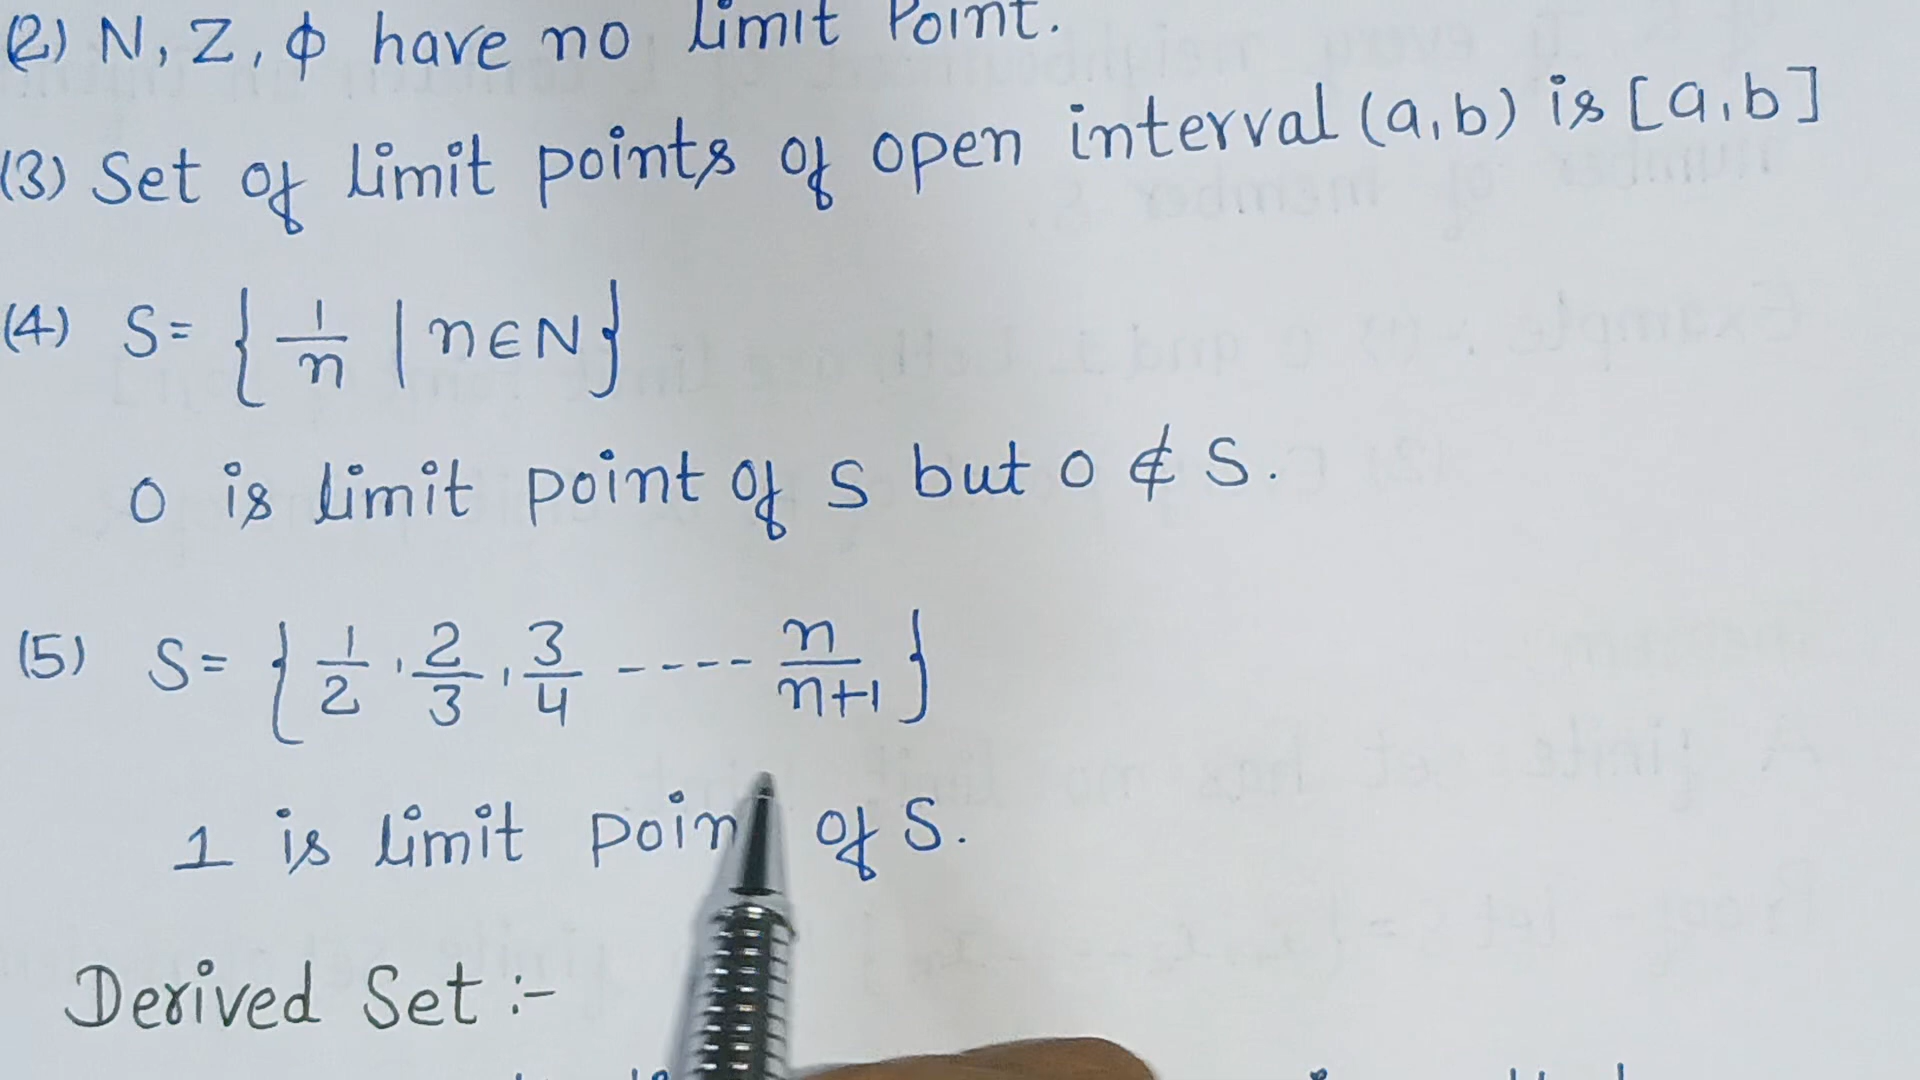 (2) N, Z, ϕ have no limit Point.
(3) Set of limit points of open interval (a,b) is [a,b]
(4) S= { 1/n | n∈N}
0 is limit point of S but 0 ∉ S.
(5) S= { 1/2 , 2/3 , 3/4 ---- n/n+1 }
1 is limit poin of S.
Derived Set :-